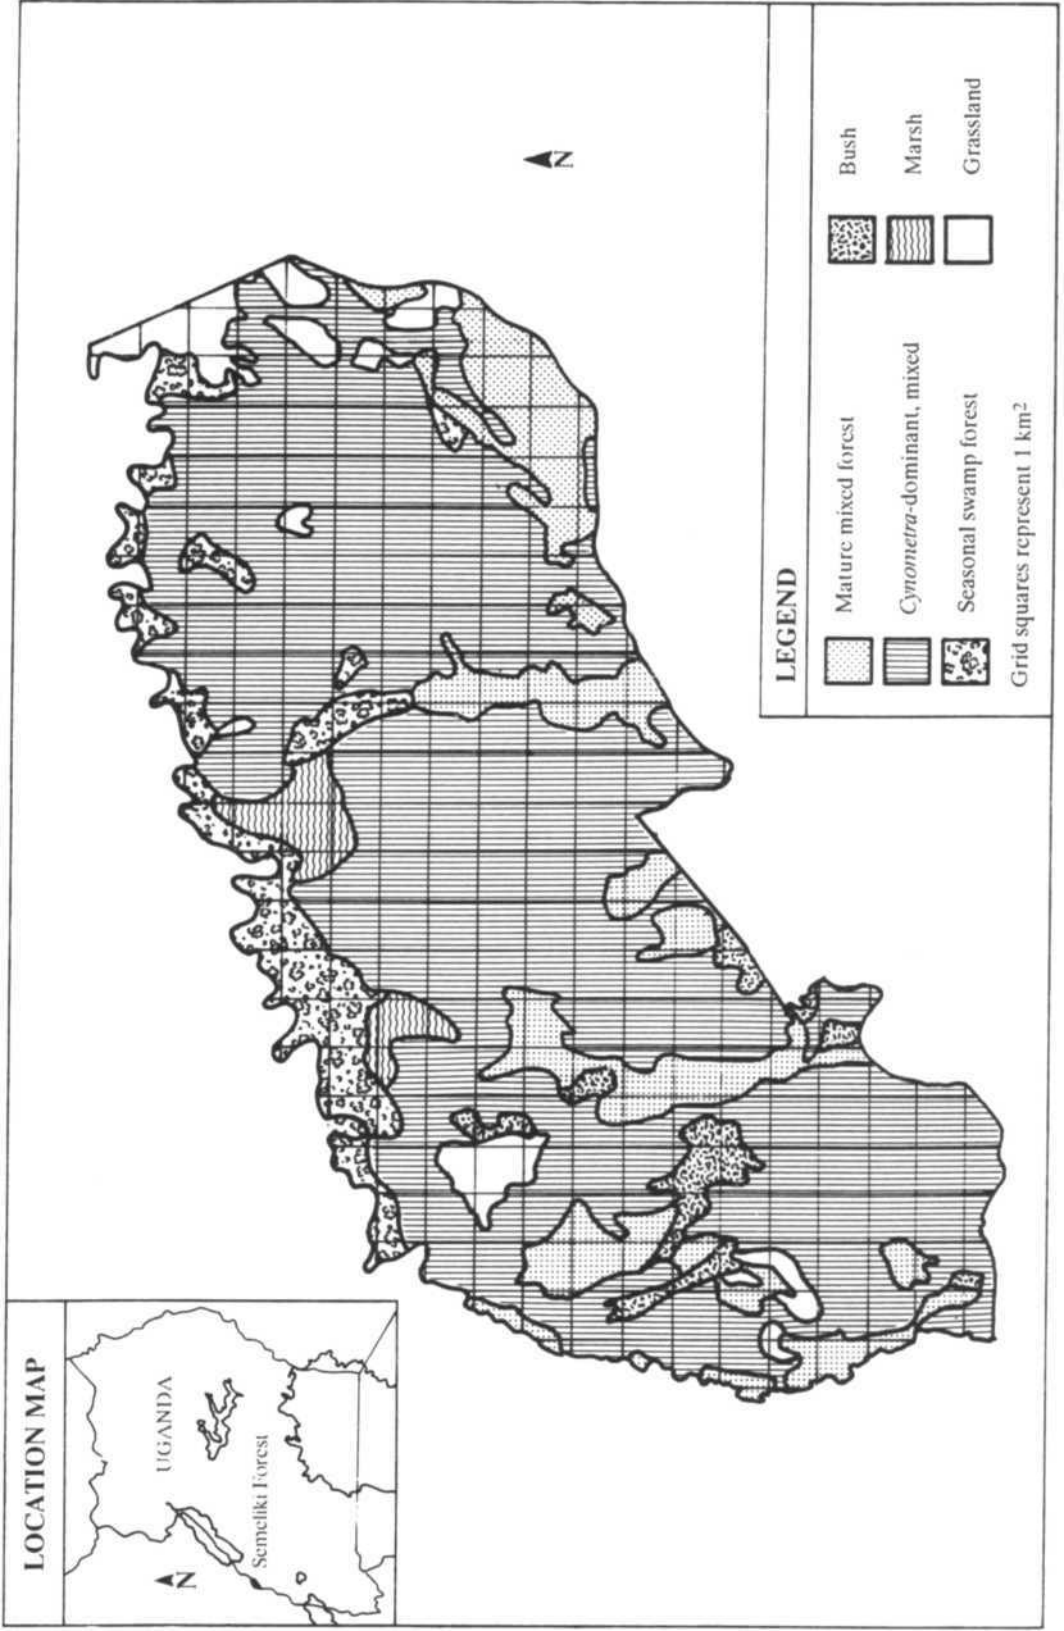 LOCATION MAP
N
UGANDA
Semeliki Forest
N
LEGEND
Mature mixed forest
Cynometra-dominant, mixed
Seasonal swamp forest
Bush
Marsh
Grassland
Grid squares represent 1 km²